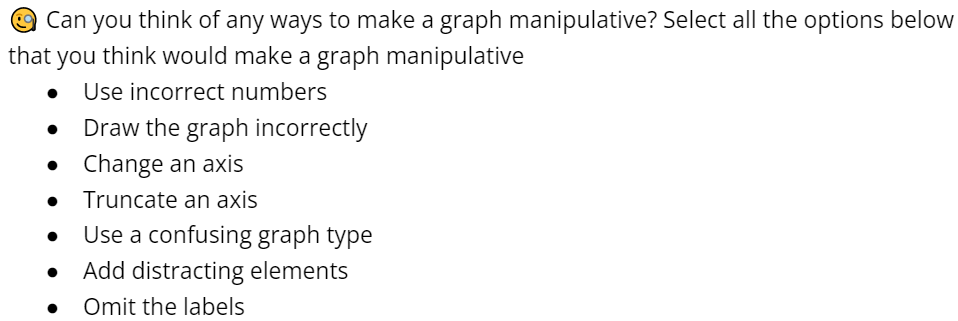 🧐 Can you think of any ways to make a graph manipulative? Select all the options below
that you think would make a graph manipulative
● Use incorrect numbers
● Draw the graph incorrectly
● Change an axis
● Truncate an axis
● Use a confusing graph type
● Add distracting elements
● Omit the labels